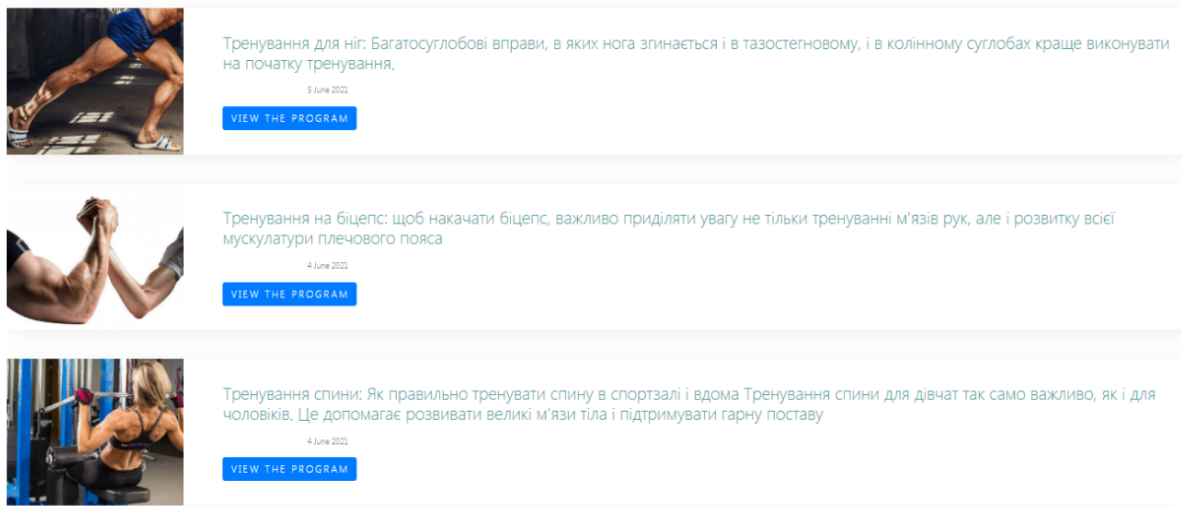 Тренування для ніг: Багатосуглобові вправи, в яких нога згинається і в тазостегновому, і в колінному суглобах краще виконувати
на початку тренування.
5 June 2021
VIEW THE PROGRAM
Тренування на біцепс: щоб накачати біцепс, важливо приділяти увагу не тільки тренуванні м'язів рук, але і розвитку всієї
мускулатури плечового пояса
4 June 2021
VIEW THE PROGRAM
Тренування спини: Як правильно тренувати спину в спортзалі і вдома Тренування спини для дівчат так само важливо, як і для
чоловіків. Це допомагає розвивати великі м'язи тіла і підтримувати гарну поставу
4 June 2021
VIEW THE PROGRAM